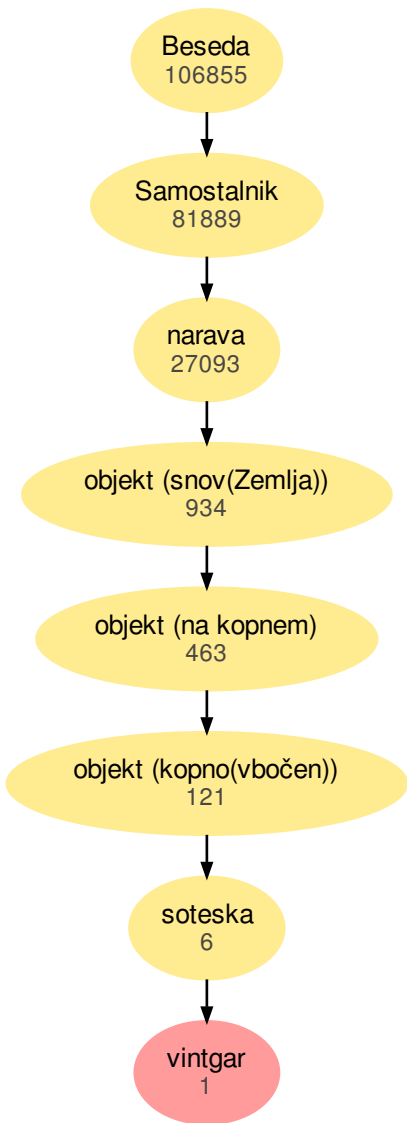 Beseda
106855
Samostalnik
81889
narava
27093
objekt (snov(Zemlja))
934
objekt (na kopnem)
463
objekt (kopno(vbočen))
121
soteska
6
vintgar
1